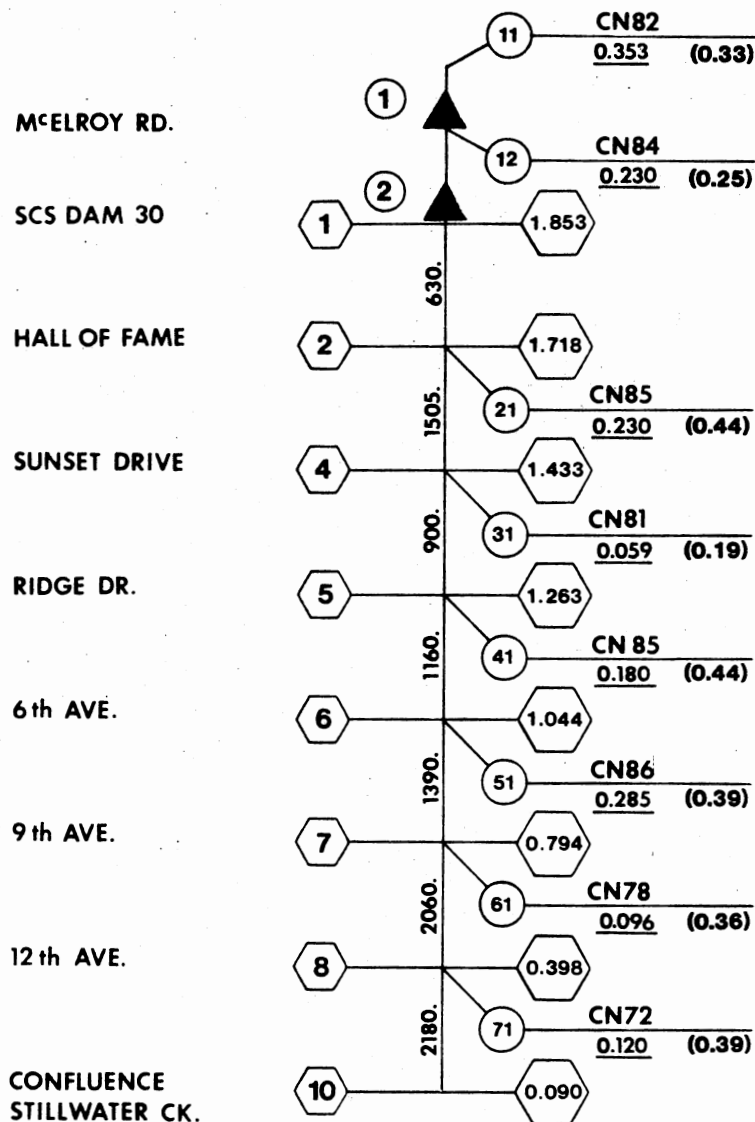 11 CN82
0.353 (0.33)
1
McELROY RD.
12 CN84
0.230 (0.25)
2
SCS DAM 30 1 1.853
630.
HALL OF FAME 2 1.718
1505.
21 CN85
0.230 (0.44)
SUNSET DRIVE 4 1.433
900.
31 CN81
0.059 (0.19)
RIDGE DR. 5 1.263
1160.
41 CN 85
0.180 (0.44)
6th AVE. 6 1.044
1390.
51 CN86
0.285 (0.39)
9th AVE. 7 0.794
2060.
61 CN78
0.096 (0.36)
12th AVE. 8 0.398
2180.
71 CN72
0.120 (0.39)
CONFLUENCE
STILLWATER CK. 10 0.090